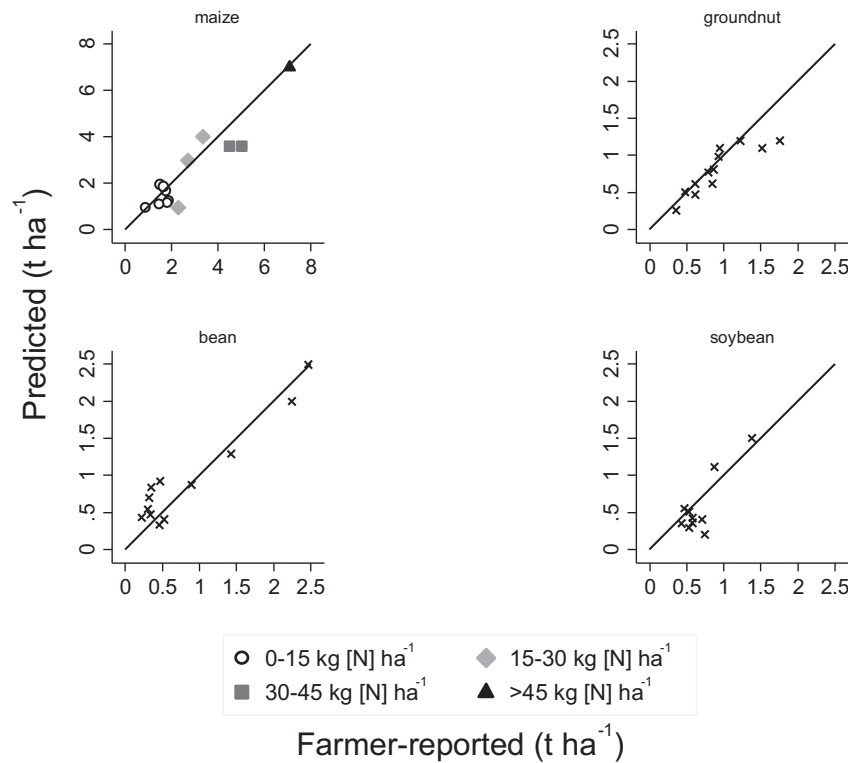 maize
groundnut
8
6
4
2
0
0 2 4 6 8
2.5
2
1.5
1
.5
0
0 0.5 1 1.5 2 2.5
bean
soybean
2.5
2
1.5
1
.5
0
0 0.5 1 1.5 2 2.5
2.5
2
1.5
1
.5
0
0 0.5 1 1.5 2 2.5
Predicted (t ha⁻¹)
0-15 kg [N] ha⁻¹ 15-30 kg [N] ha⁻¹
30-45 kg [N] ha⁻¹ >45 kg [N] ha⁻¹
Farmer-reported (t ha⁻¹)